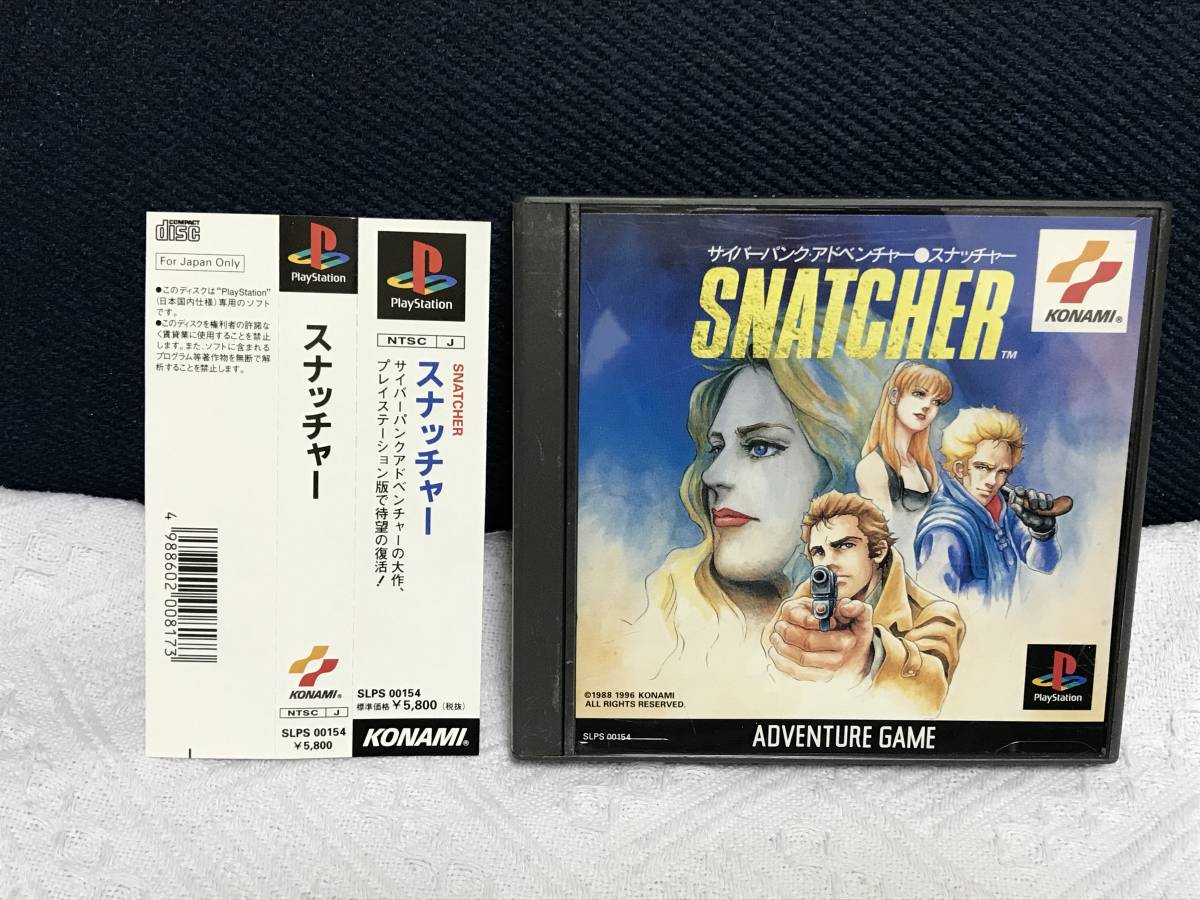 COMPACT
disc
For Japan Only
●このディスクは“PlayStation”
(日本国内仕様)専用のソフト
です。
●このディスクを権利者の許諾な
く賃貸業に使用することを禁止
します。また、ソフトに含まれる
プログラム等著作物を無断で解
析することを禁止します。
4 988602 008173
PlayStation
スナッチャー
KONAMI®
NTSC J
SLPS 00154
¥5,800
PlayStation
NTSC J
SNATCHER
スナッチャー
サイバーパンクアドベンチャーの大作、
プレイステーション版で待望の復活!
SLPS 00154
標準価格 ¥5,800 (税抜)
KONAMI®
サイバーパンク・アドベンチャー●スナッチャー
SNATCHER™
KONAMI®
©1988 1996 KONAMI
ALL RIGHTS RESERVED.
PlayStation
SLPS 00154
ADVENTURE GAME